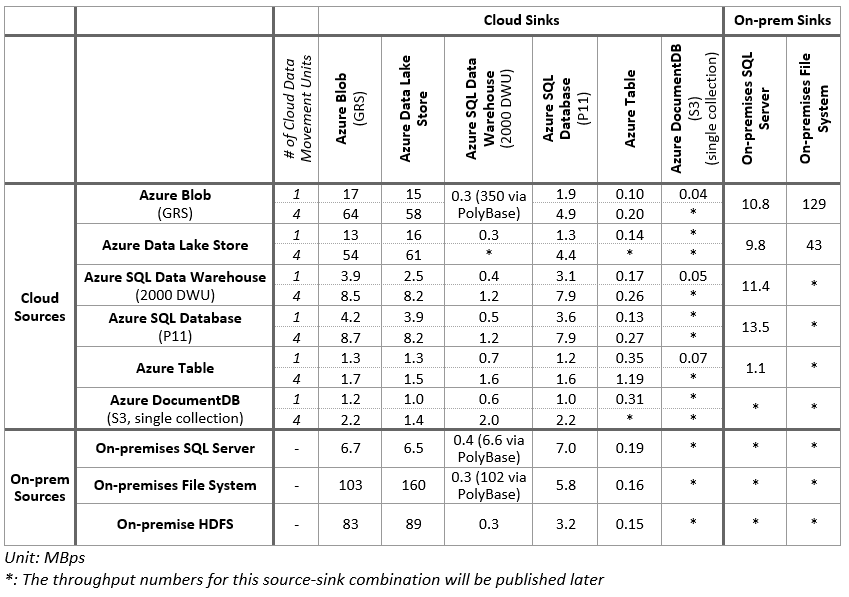 Cloud Sinks
On-prem Sinks
# of Cloud Data
Movement Units
Azure Blob
(GRS)
Azure Data Lake
Store
Azure SQL Data
Warehouse
(2000 DWU)
Azure SQL
Database
(P11)
Azure Table
Azure DocumentDB
(S3)
(single collection)
On-premises SQL
Server
On-premises File
System
Cloud
Sources
Azure Blob
(GRS)
1 17 15 0.3 (350 via 1.9 0.10 0.04
4 64 58 PolyBase) 4.9 0.20 *
10.8 129
Azure Data Lake Store
1 13 16 0.3 1.3 0.14 *
4 54 61 * 4.4 * *
9.8 43
Azure SQL Data Warehouse
(2000 DWU)
1 3.9 2.5 0.4 3.1 0.17 0.05
4 8.5 8.2 1.2 7.9 0.26 *
11.4 *
Azure SQL Database
(P11)
1 4.2 3.9 0.5 3.6 0.13 *
4 8.7 8.2 1.2 7.9 0.27 *
13.5 *
Azure Table
1 1.3 1.3 0.7 1.2 0.35 0.07
4 1.7 1.5 1.6 1.6 1.19 *
1.1 *
Azure DocumentDB
(S3, single collection)
1 1.2 1.0 0.6 1.0 0.31 *
4 2.2 1.4 2.0 2.2 * *
* *
On-prem
Sources
On-premises SQL Server - 6.7 6.5 0.4 (6.6 via
PolyBase) 7.0 0.19 * * *
On-premises File System - 103 160 0.3 (102 via
PolyBase) 5.8 0.16 * * *
On-premise HDFS - 83 89 0.3 3.2 0.15 * * *
Unit: MBps
*: The throughput numbers for this source-sink combination will be published later